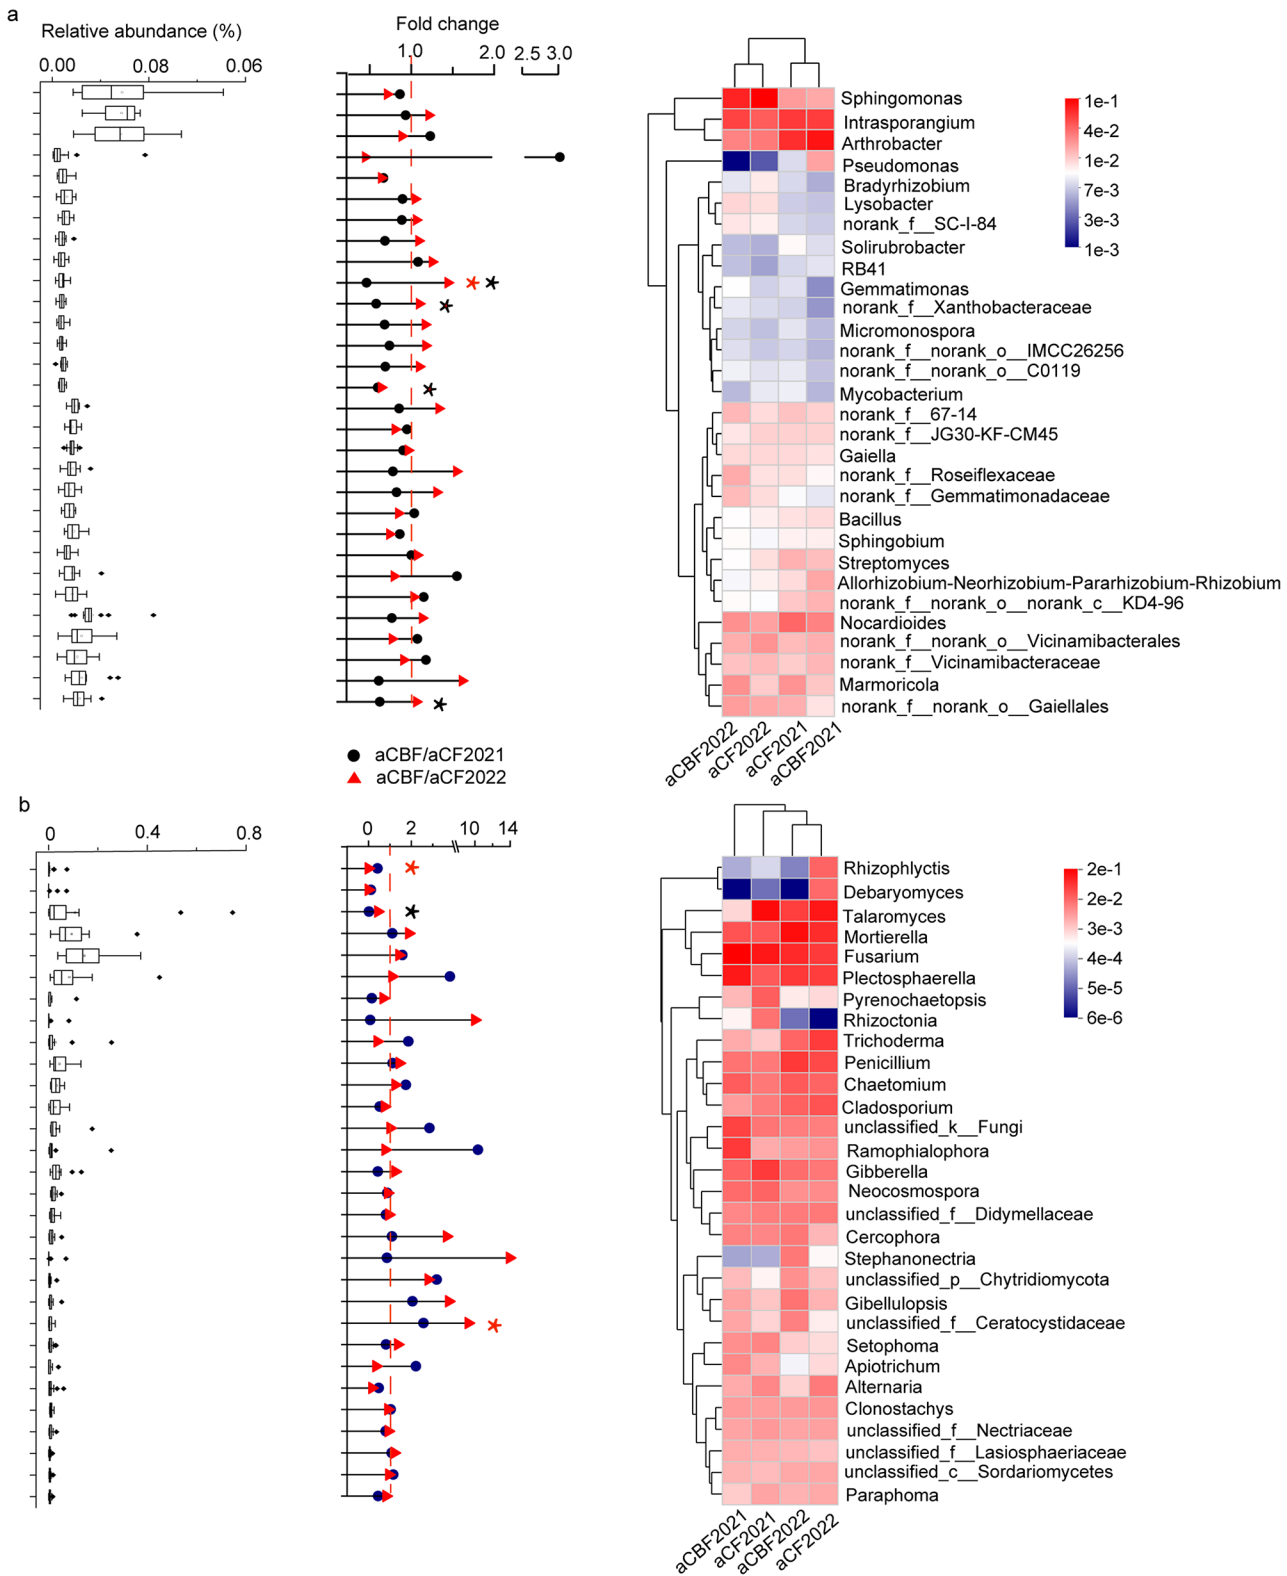 a
Relative abundance (%)
0.00 0.08 0.06
Fold change
1.0 2.0 2.5 3.0
Sphingomonas
Intrasporangium
Arthrobacter
Pseudomonas
Bradyrhizobium
Lysobacter
norank_f__SC-I-84
Solirubrobacter
RB41
Gemmatimonas
norank_f__Xanthobacteraceae
Micromonospora
norank_f__norank_o__IMCC26256
norank_f__norank_o__C0119
Mycobacterium
norank_f__67-14
norank_f__JG30-KF-CM45
Gaiella
norank_f__Roseiflexaceae
norank_f__Gemmatimonadaceae
Bacillus
Sphingobium
Streptomyces
Allorhizobium-Neorhizobium-Pararhizobium-Rhizobium
norank_f__norank_o__norank_c__KD4-96
Nocardioides
norank_f__norank_o__Vicinamibacterales
norank_f__Vicinamibacteraceae
Marmoricola
norank_f__norank_o__Gaiellales
1e-1
4e-2
1e-2
7e-3
3e-3
1e-3
aCBF2022
aCF2022
aCF2021
aCBF2021
aCBF/aCF2021
aCBF/aCF2022
b
0 0.4 0.8
0 2 10 14
Rhizophlyctis
Debaryomyces
Talaromyces
Mortierella
Fusarium
Plectosphaerella
Pyrenochaetopsis
Rhizoctonia
Trichoderma
Penicillium
Chaetomium
Cladosporium
unclassified_k__Fungi
Ramophialophora
Gibberella
Neocosmospora
unclassified_f__Didymellaceae
Cercophora
Stephanonectria
unclassified_p__Chytridiomycota
Gibellulopsis
unclassified_f__Ceratocystidaceae
Setophoma
Apiotrichum
Alternaria
Clonostachys
unclassified_f__Nectriaceae
unclassified_f__Lasiosphaeriaceae
unclassified_c__Sordariomycetes
Paraphoma
2e-1
2e-2
3e-3
4e-4
5e-5
6e-6
aCBF2021
aCF2021
aCBF2022
aCF2022